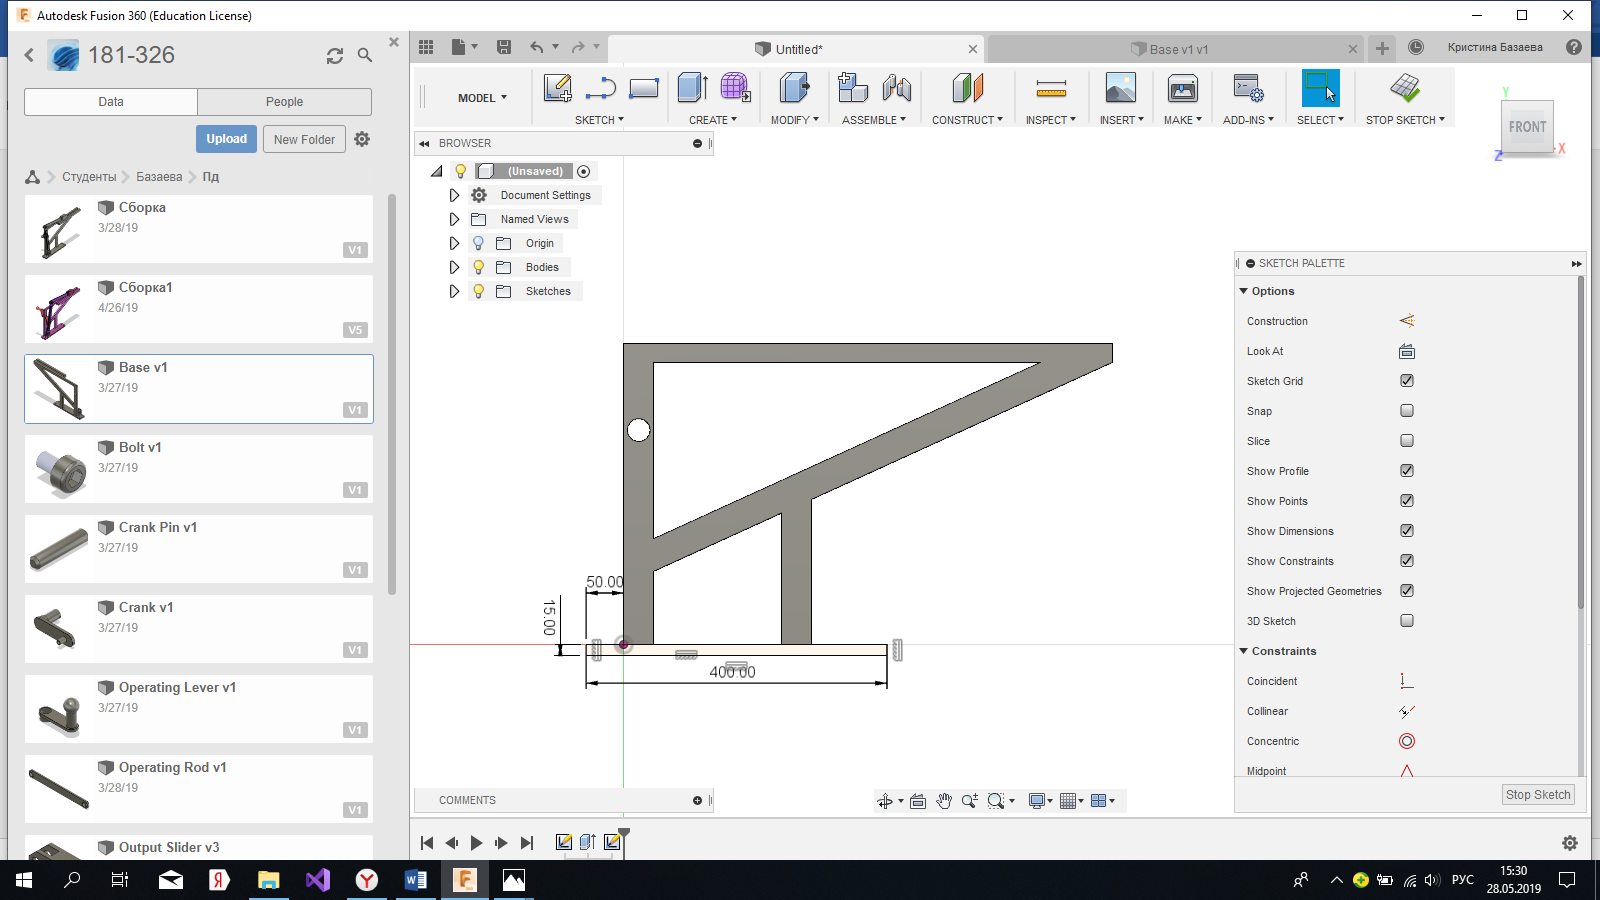 Autodesk Fusion 360 (Education License)
181-326
Data
People
Upload
New Folder
Студенты
Базаева
Пд
Сборка
3/28/19
V1
Сборка1
4/26/19
V5
Base v1
3/27/19
V1
Bolt v1
3/27/19
V1
Crank Pin v1
3/27/19
V1
Crank v1
3/27/19
V1
Operating Lever v1
3/27/19
V1
Operating Rod v1
3/28/19
V1
Output Slider v3
Untitled*
Base v1 v1
Кристина Базаева
MODEL
SKETCH
CREATE
MODIFY
ASSEMBLE
CONSTRUCT
INSPECT
INSERT
MAKE
ADD-INS
SELECT
STOP SKETCH
BROWSER
(Unsaved)
Document Settings
Named Views
Origin
Bodies
Sketches
Y
FRONT
Z
X
50.00
15.00
400.00
SKETCH PALETTE
Options
Construction
Look At
Sketch Grid
Snap
Slice
Show Profile
Show Points
Show Dimensions
Show Constraints
Show Projected Geometries
3D Sketch
Constraints
Coincident
Collinear
Concentric
Midpoint
Stop Sketch
COMMENTS
РУС
15:30
28.05.2019